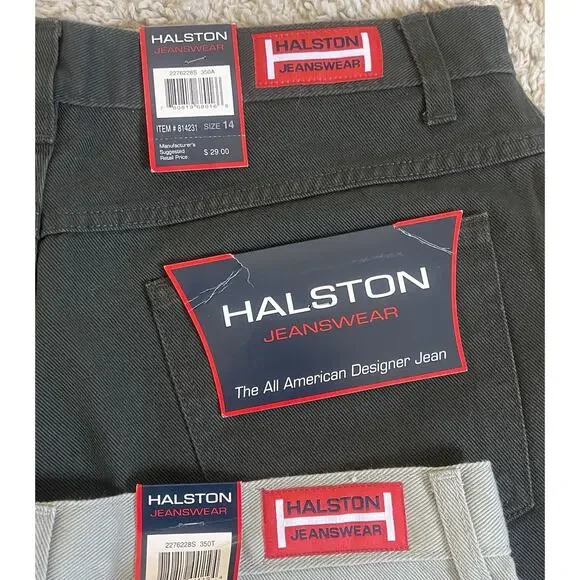 HALSTON
JEANSWEAR
2276228S 350A
ITEM # 814231 SIZE 14
Manufacturer's
Suggested
Retail Price
$ 29.00
HALSTON
JEANSWEAR
HALSTON
JEANSWEAR
The All American Designer Jean
HALSTON
JEANSWEAR
2276228S 350T
HALSTON
JEANSWEAR